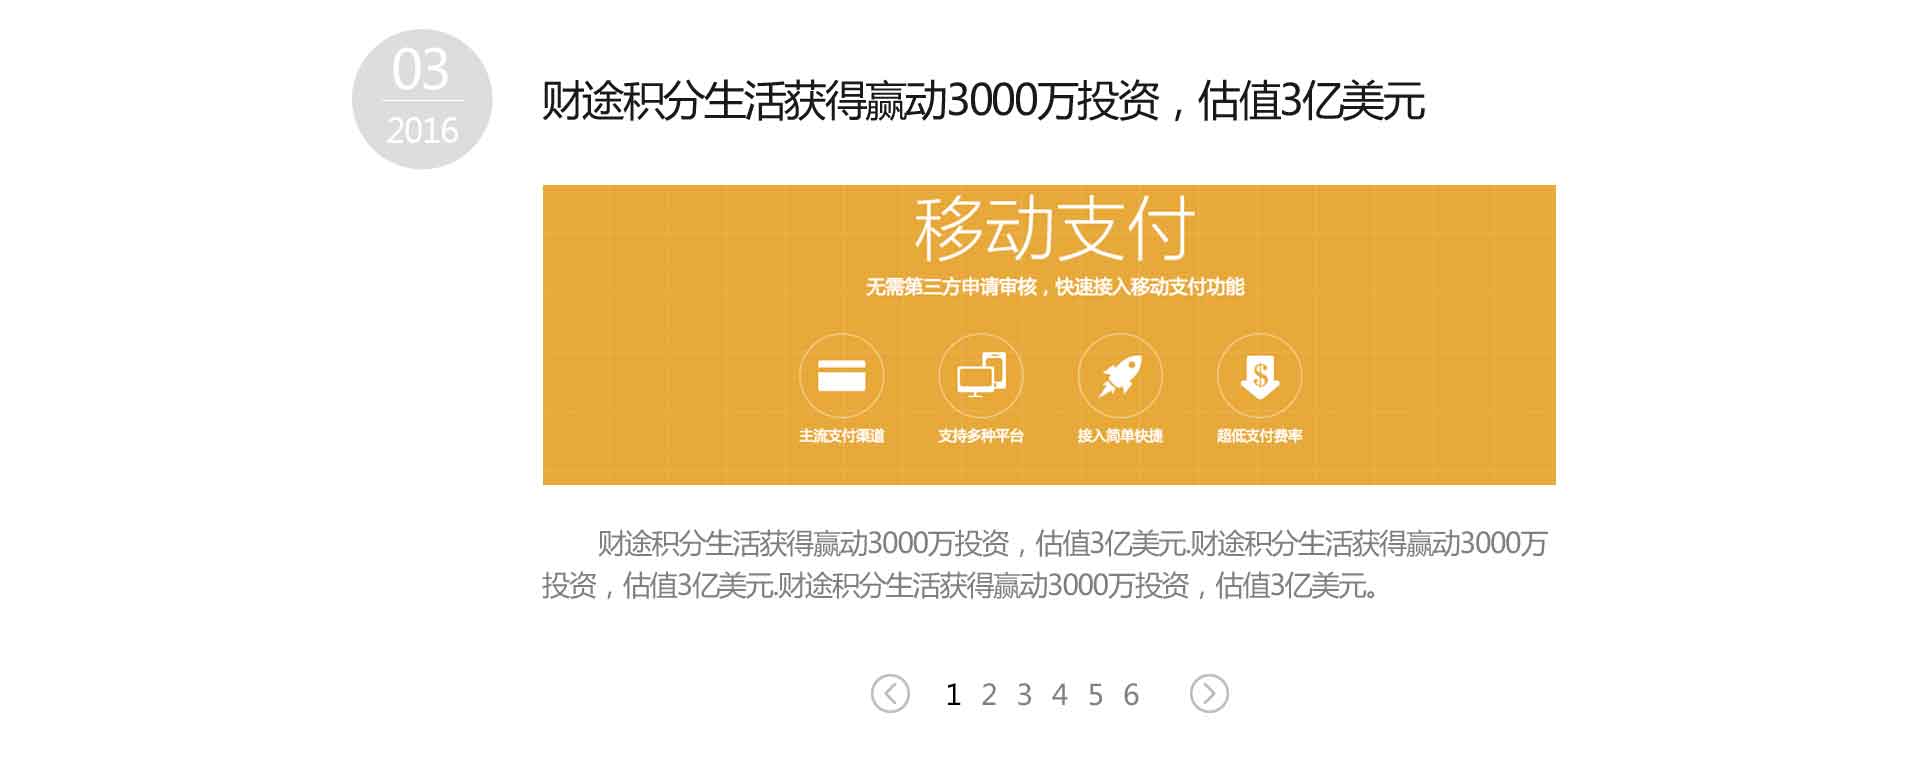 03
2016
财途积分生活获得赢动3000万投资，估值3亿美元
移动支付
无需第三方申请审核，快速接入移动支付功能
主流支付渠道 支持多种平台 接入简单快捷 超低支付费率
财途积分生活获得赢动3000万投资，估值3亿美元.财途积分生活获得赢动3000万
投资，估值3亿美元.财途积分生活获得赢动3000万投资，估值3亿美元。
1 2 3 4 5 6